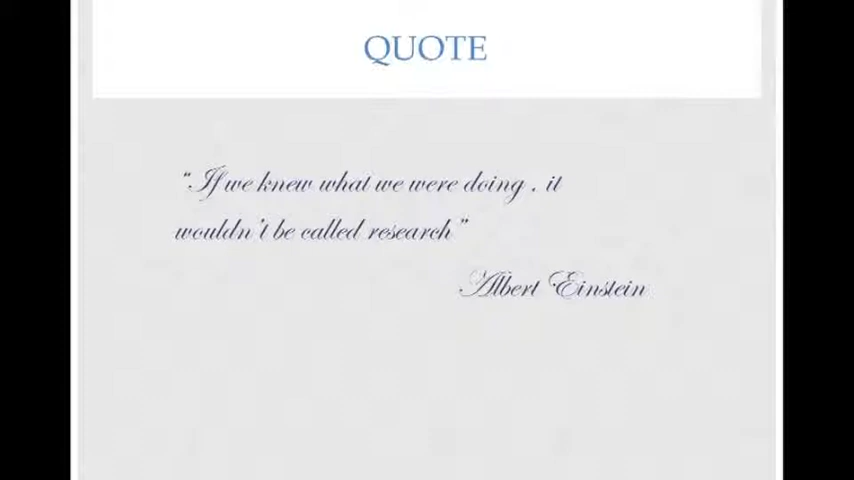 QUOTE
“If we knew what we were doing , it
wouldn’t be called research”
Albert Einstein